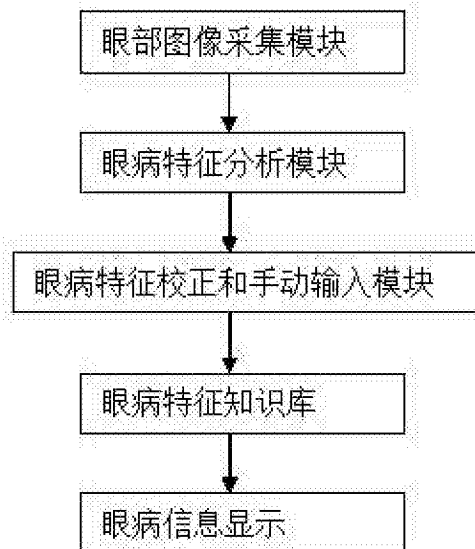 眼部图像采集模块
眼病特征分析模块
眼病特征校正和手动输入模块
眼病特征知识库
眼病信息显示